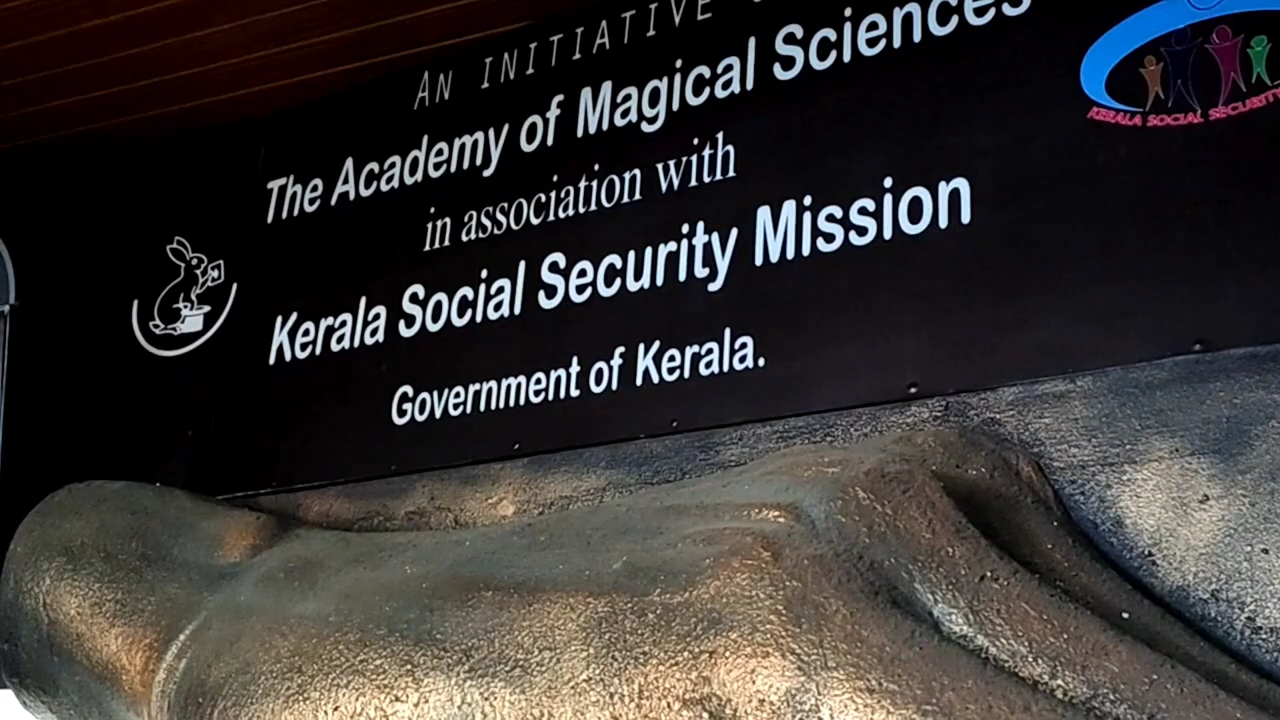 AN INITIATIVE
The Academy of Magical Sciences
in association with
Kerala Social Security Mission
Government of Kerala.
KERALA SOCIAL SECURITY